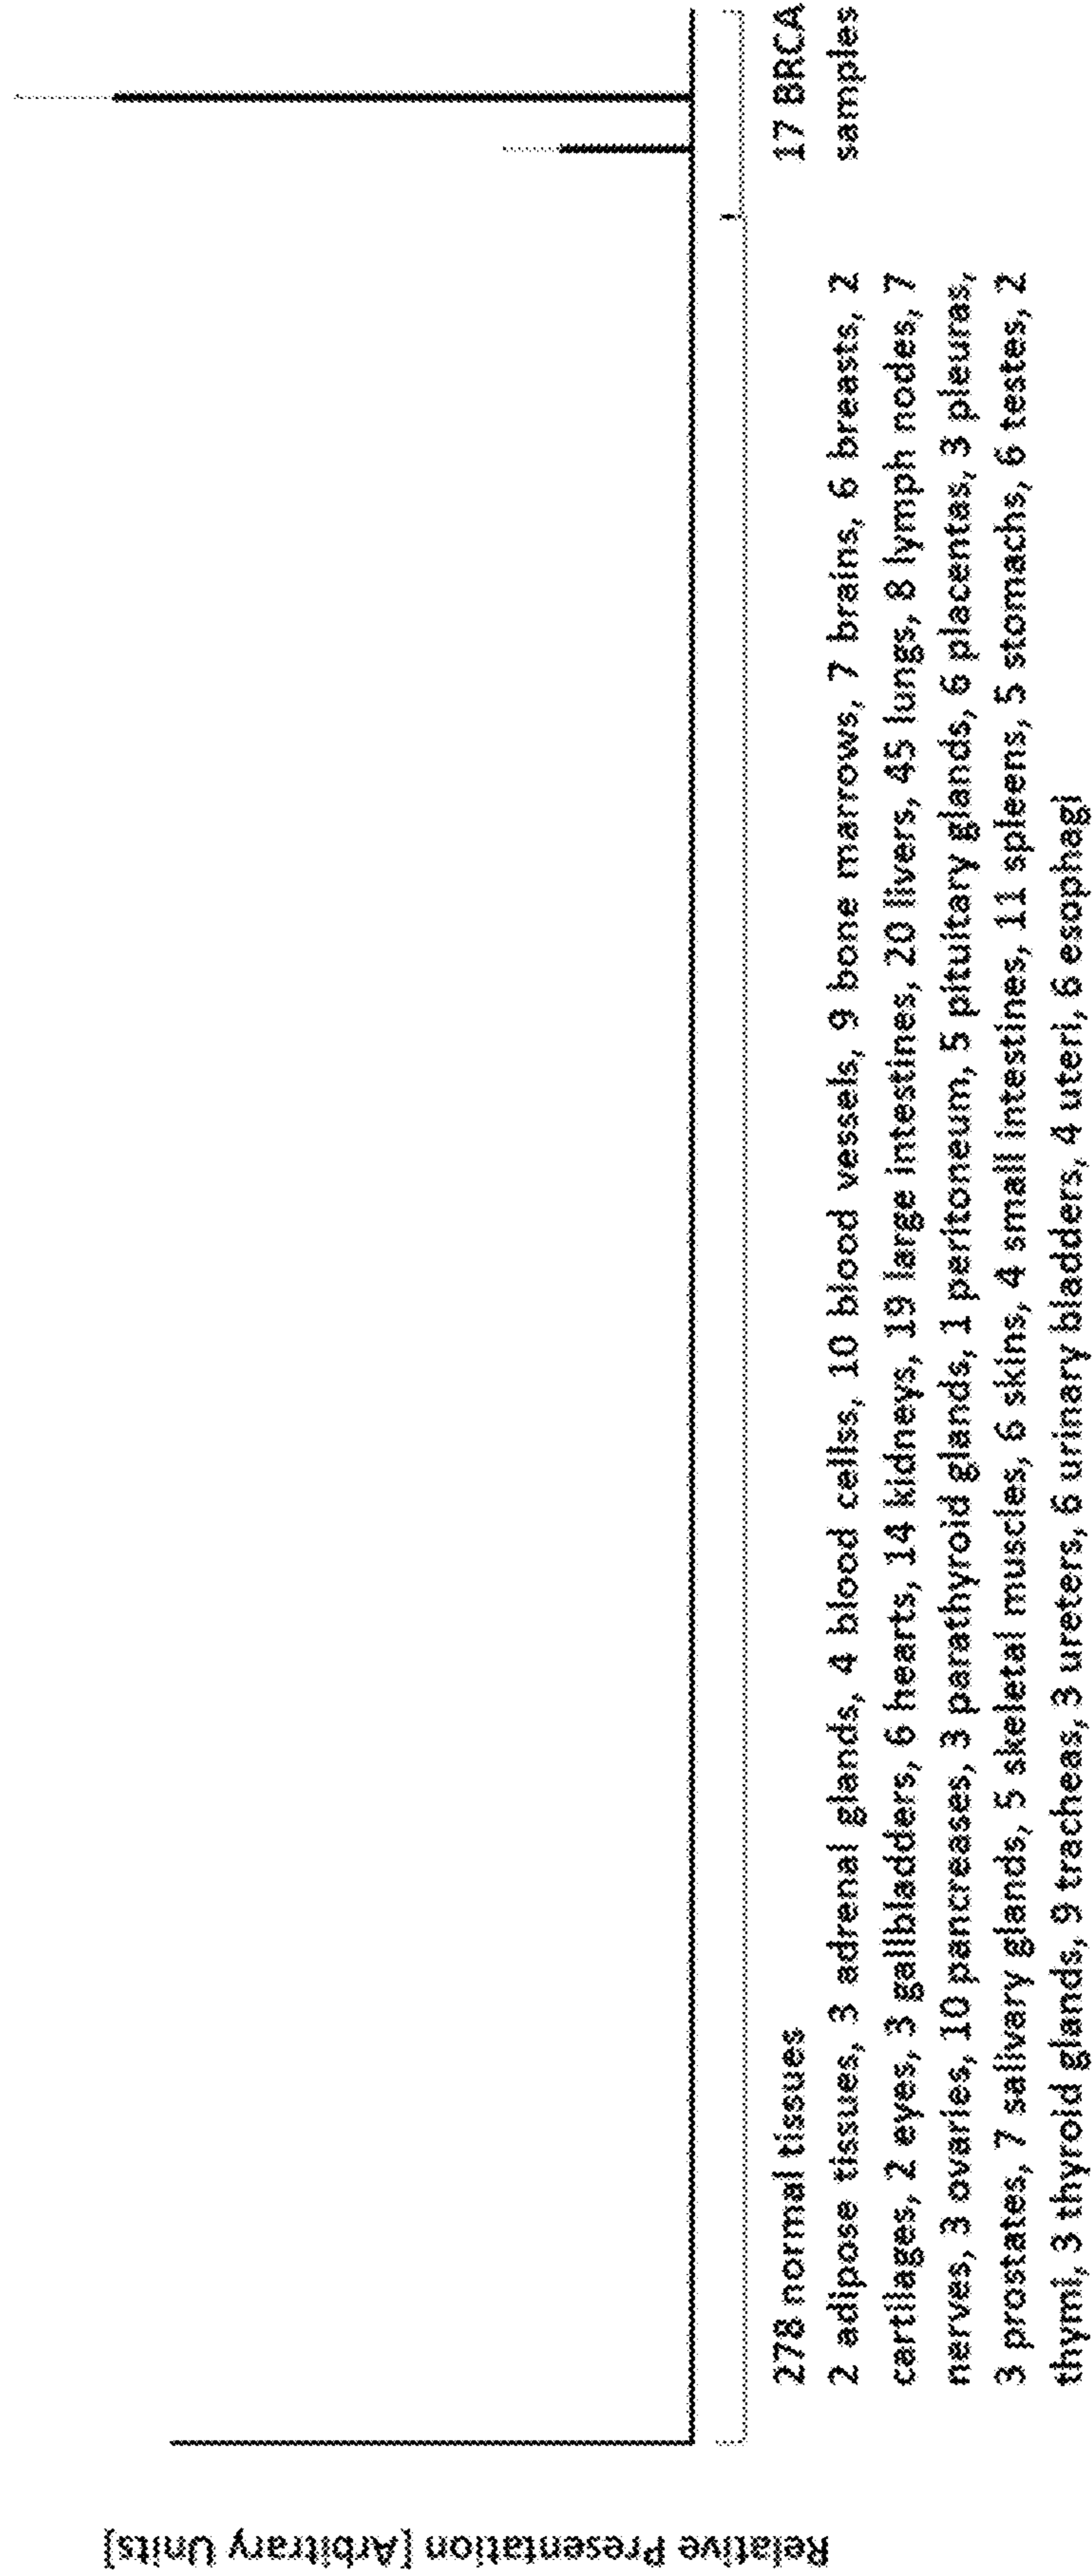 Relative Presentation [Arbitrary Units]
278 normal tissues
2 adipose tissues, 3 adrenal glands, 4 blood cellss, 10 blood vessels, 9 bone marrows, 7 brains, 6 breasts, 2
cartilages, 2 eyes, 3 gallbladders, 6 hearts, 14 kidneys, 19 large intestines, 20 livers, 45 lungs, 8 lymph nodes, 7
nerves, 3 ovaries, 10 pancreases, 3 parathyroid glands, 1 peritoneum, 5 pituitary glands, 6 placentas, 3 pleuras,
3 prostates, 7 salivary glands, 5 skeletal muscles, 6 skins, 4 small intestines, 11 spleens, 5 stomachs, 6 testes, 2
thymi, 3 thyroid glands, 9 tracheas, 3 ureters, 6 urinary bladders, 4 uteri, 6 esophagi
17 BRCA
samples